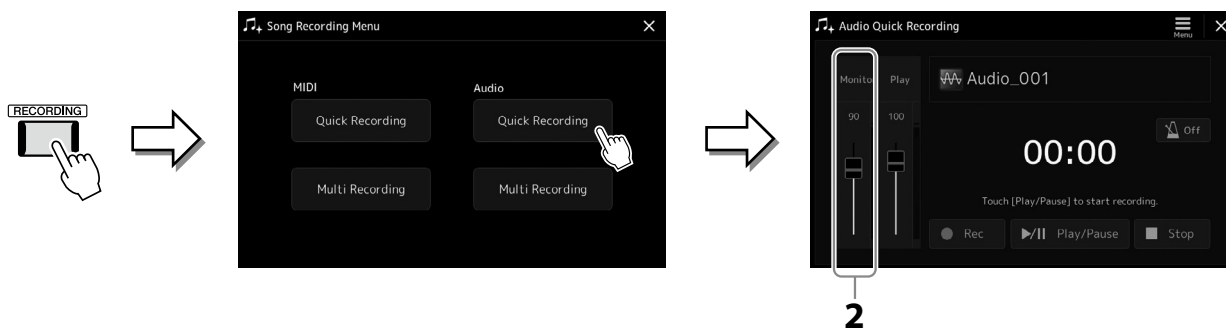 RECORDING
Song Recording Menu
MIDI
Audio
Quick Recording
Quick Recording
Multi Recording
Multi Recording
Audio Quick Recording
Menu
Monitor
Play
Audio_001
90
100
Off
00:00
Touch [Play/Pause] to start recording.
Rec
Play/Pause
Stop
2